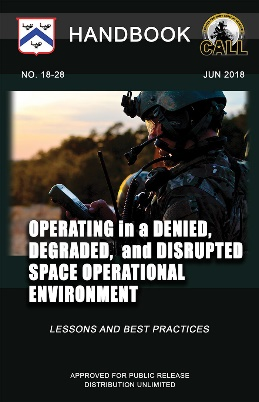 HANDBOOK
CALL
NO. 18-28 JUN 2018
OPERATING in a DENIED,
DEGRADED, and DISRUPTED
SPACE OPERATIONAL
ENVIRONMENT
LESSONS AND BEST PRACTICES
APPROVED FOR PUBLIC RELEASE
DISTRIBUTION UNLIMITED